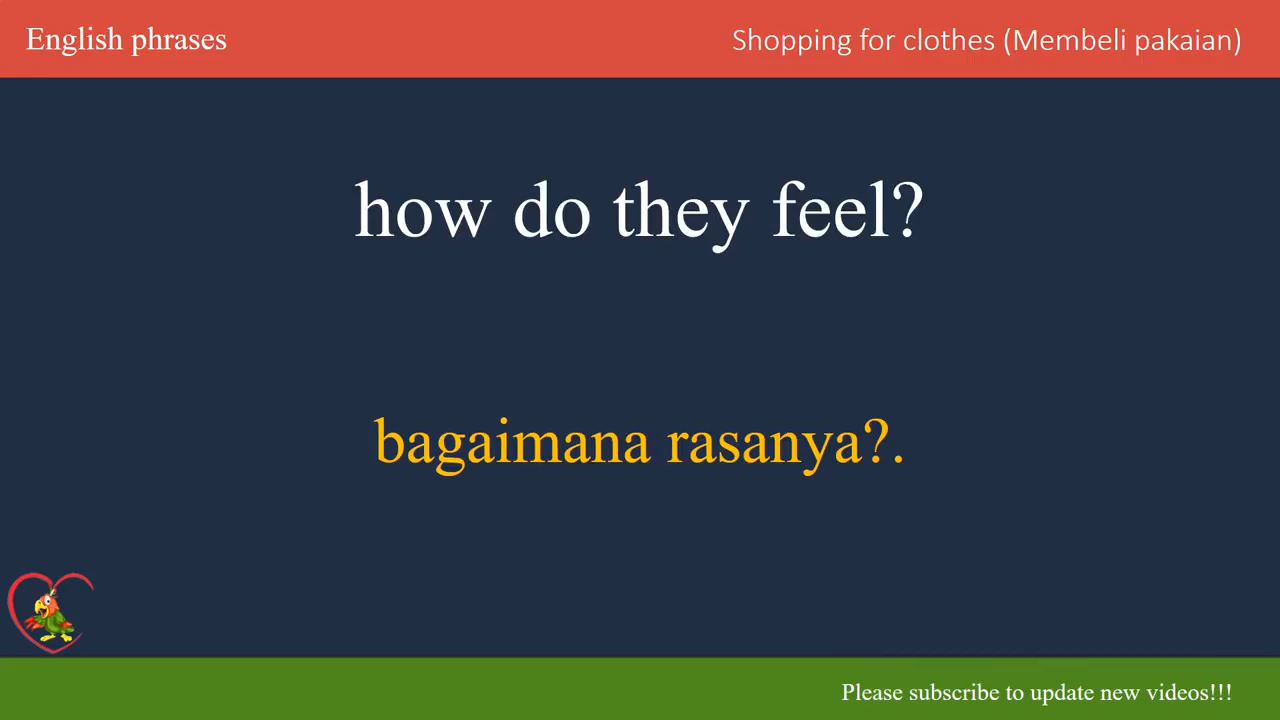 English phrases
Shopping for clothes (Membeli pakaian)
how do they feel?
bagaimana rasanya?.
Please subscribe to update new videos!!!